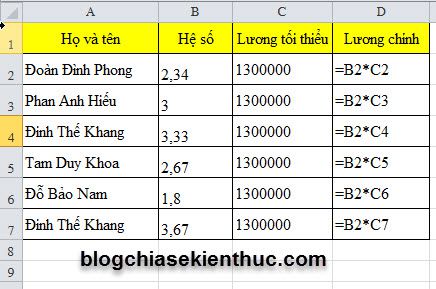 A B C D
1 Họ và tên Hệ số Lương tối thiểu Lương chính
2 Đoàn Đình Phong 2,34 1300000 =B2*C2
3 Phan Anh Hiếu 3 1300000 =B2*C3
4 Đinh Thế Khang 3,33 1300000 =B2*C4
5 Tam Duy Khoa 2,67 1300000 =B2*C5
6 Đỗ Bảo Nam 1,8 1300000 =B2*C6
7 Đinh Thế Khang 3,67 1300000 =B2*C7
8
9
blogchiasekienthuc.com